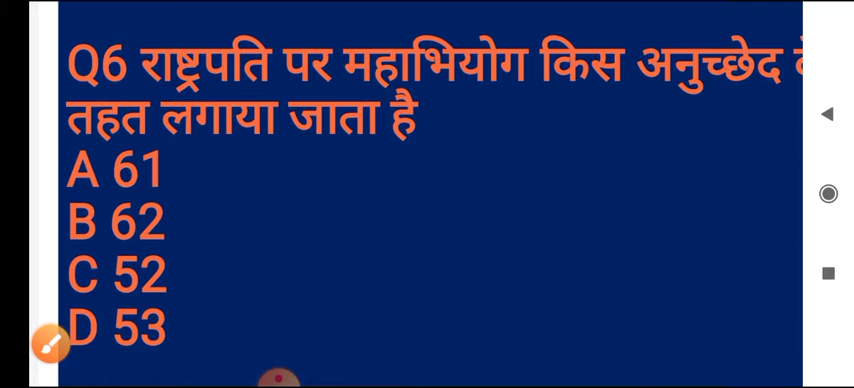 Q6 राष्ट्रपति पर महाभियोग किस अनुच्छेद
तहत लगाया जाता है
A 61
B 62
C 52
D 53